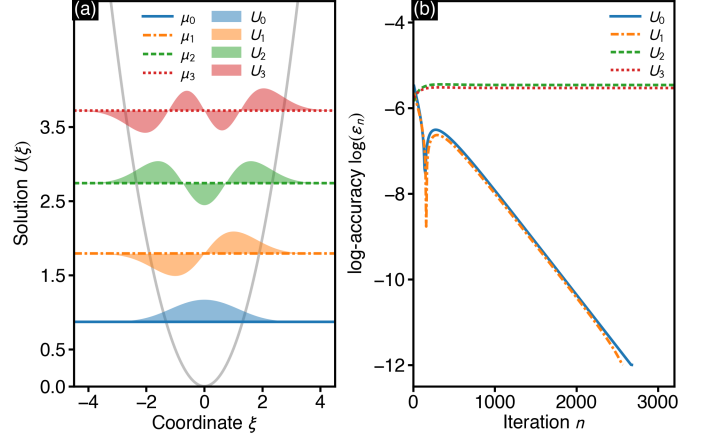 (a)
μ₀ U₀
μ₁ U₁
μ₂ U₂
μ₃ U₃
Solution U(ξ)
3.5
2.5
1.5
0.5
0.0
−4 −2 0 2 4
Coordinate ξ
(b)
U₀
U₁
U₂
U₃
log-accuracy log(εₙ)
−4
−6
−8
−10
−12
0 1000 2000 3000
Iteration n